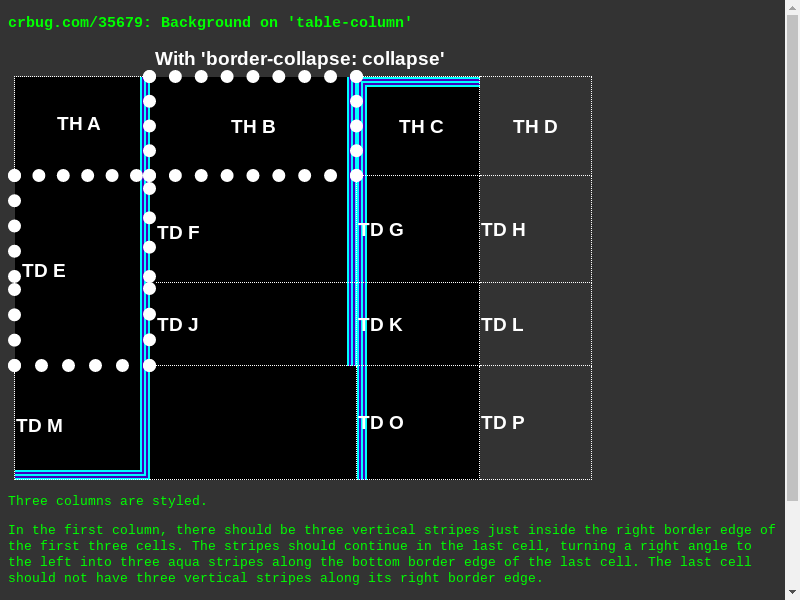 crbug.com/35679: Background on 'table-column'
With 'border-collapse: collapse'
TH A TH B TH C TH D
TD E TD F TD G TD H
TD J TD K TD L
TD M TD O TD P
Three columns are styled.
In the first column, there should be three vertical stripes just inside the right border edge of
the first three cells. The stripes should continue in the last cell, turning a right angle to
the left into three aqua stripes along the bottom border edge of the last cell. The last cell
should not have three vertical stripes along its right border edge.